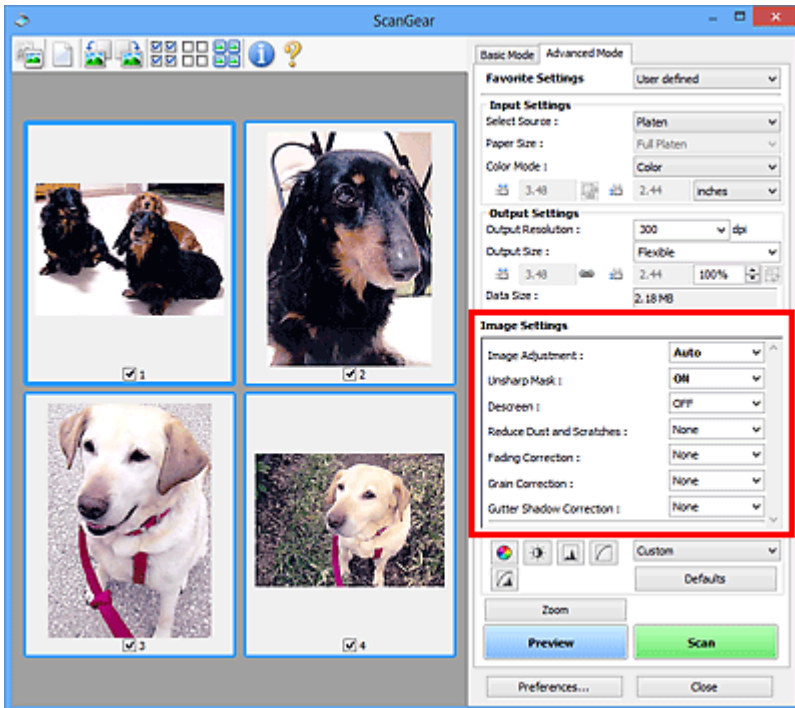 ScanGear
Basic Mode Advanced Mode
Favorite Settings User defined
Input Settings
Select Source : Platen
Paper Size : Full Platen
Color Mode : Color
3.48 2.44 inches
Output Settings
Output Resolution : 300 dpi
Output Size : Flexible
3.48 2.44 100%
Data Size : 2.18 MB
Image Settings
Image Adjustment : Auto
Unsharp Mask : ON
Descreen : OFF
Reduce Dust and Scratches : None
Fading Correction : None
Grain Correction : None
Gutter Shadow Correction : None
Custom
Defaults
Zoom
Preview Scan
Preferences... Close
1
2
3
4